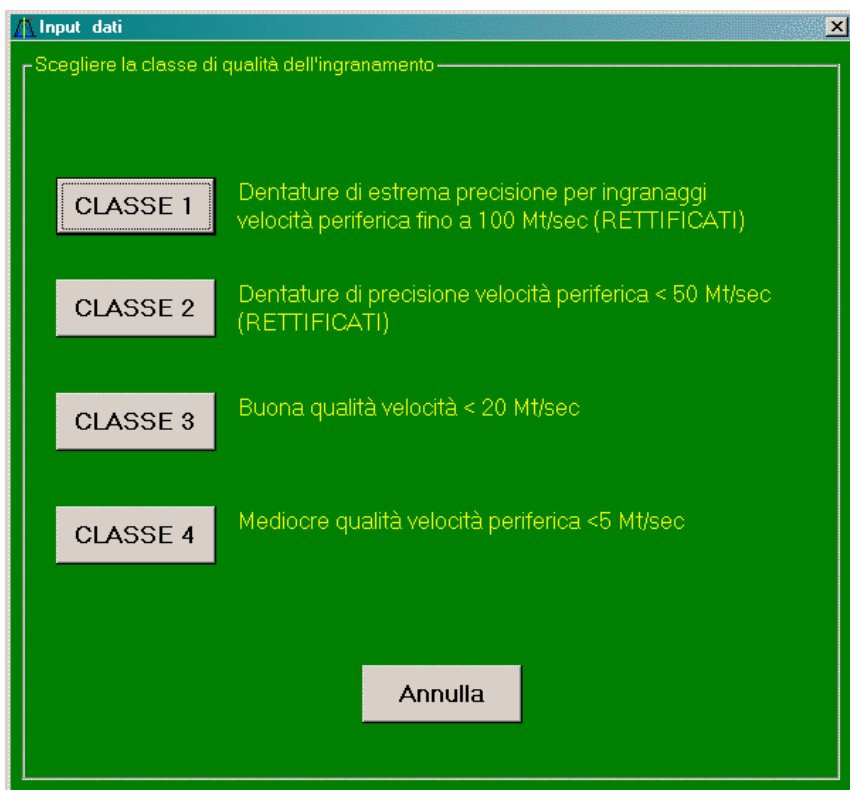 Input dati
Scegliere la classe di qualità dell'ingranamento
CLASSE 1
Dentature di estrema precisione per ingranaggi
velocità periferica fino a 100 Mt/sec (RETTIFICATI)
CLASSE 2
Dentature di precisione velocità periferica < 50 Mt/sec
(RETTIFICATI)
CLASSE 3
Buona qualità velocità < 20 Mt/sec
CLASSE 4
Mediocre qualità velocità periferica <5 Mt/sec
Annulla